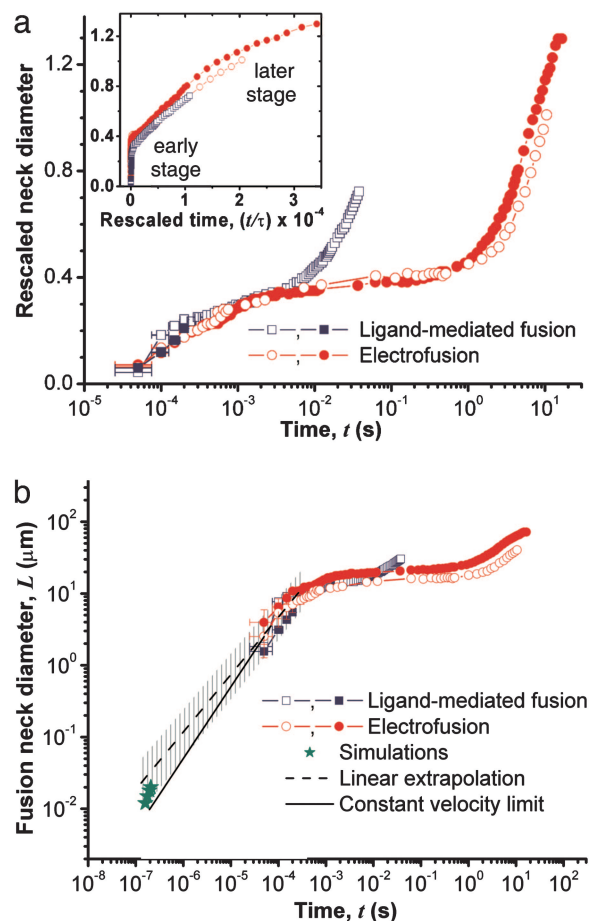 a
Rescaled neck diameter
1.2
0.8
0.4
0.0
1.2
0.8
0.4
0.0
later
stage
early
stage
0 1 2 3
Rescaled time, (t/τ) x 10⁻⁴
, Ligand-mediated fusion
, Electrofusion
10⁻⁵ 10⁻⁴ 10⁻³ 10⁻² 10⁻¹ 10⁰ 10¹
Time, t (s)
b
Fusion neck diameter, L (μm)
10²
10¹
10⁰
10⁻¹
10⁻²
, Ligand-mediated fusion
, Electrofusion
Simulations
Linear extrapolation
Constant velocity limit
10⁻⁸ 10⁻⁷ 10⁻⁶ 10⁻⁵ 10⁻⁴ 10⁻³ 10⁻² 10⁻¹ 10⁰ 10¹ 10²
Time, t (s)